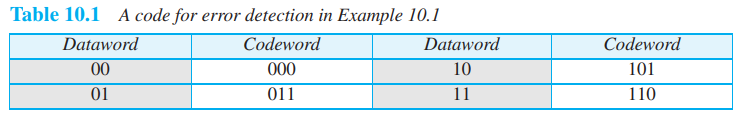 Table 10.1 A code for error detection in Example 10.1
Dataword Codeword Dataword Codeword
00 000 10 101
01 011 11 110